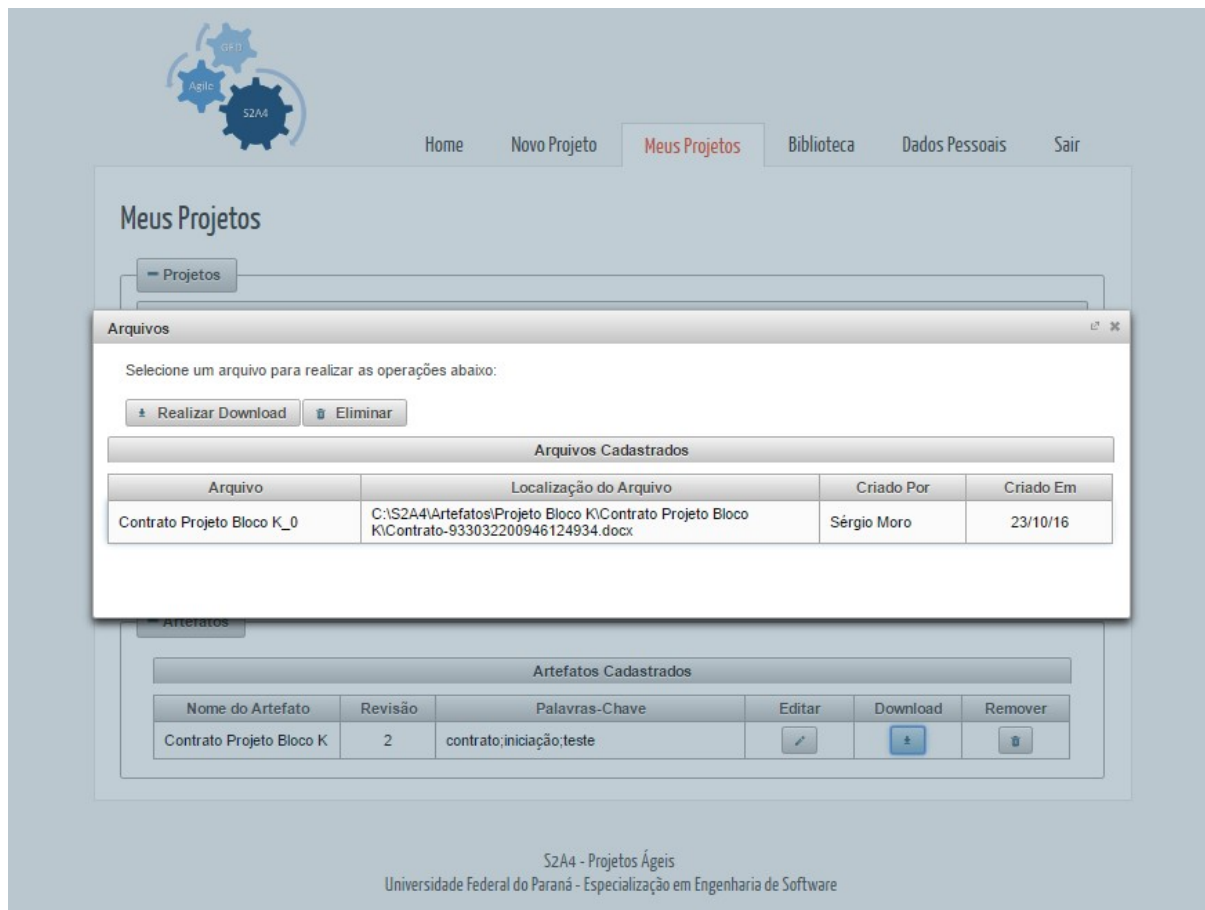 GED
Agile
S2A4
Home Novo Projeto Meus Projetos Biblioteca Dados Pessoais Sair
Meus Projetos
Projetos
Arquivos
Selecione um arquivo para realizar as operações abaixo:
Realizar Download Eliminar
Arquivos Cadastrados
Arquivo Localização do Arquivo Criado Por Criado Em
Contrato Projeto Bloco K_0 C:\S2A4\Artefatos\Projeto Bloco K\Contrato Projeto Bloco Sérgio Moro 23/10/16
K\Contrato-933032200946124934.docx
Artefatos
Artefatos Cadastrados
Nome do Artefato Revisão Palavras-Chave Editar Download Remover
Contrato Projeto Bloco K 2 contrato;iniciação;teste
S2A4 - Projetos Ágeis
Universidade Federal do Paraná - Especialização em Engenharia de Software